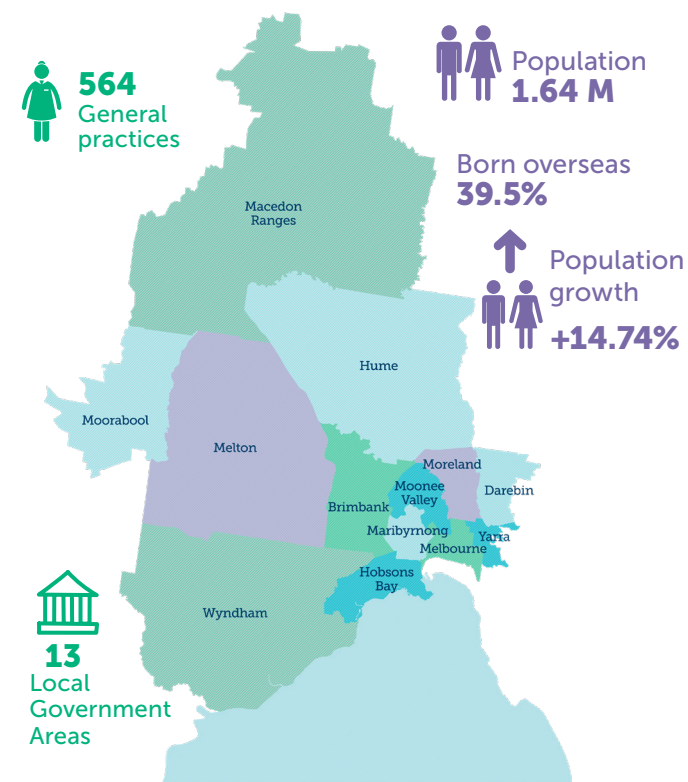 564
General
practices
Population
1.64 M
Born overseas
39.5%
Population
growth
+14.74%
Macedon
Ranges
Hume
Moorabool
Melton
Moreland
Moonee
Valley
Darebin
Brimbank
Maribyrnong
Yarra
Melbourne
Hobsons
Bay
Wyndham
13
Local
Government
Areas